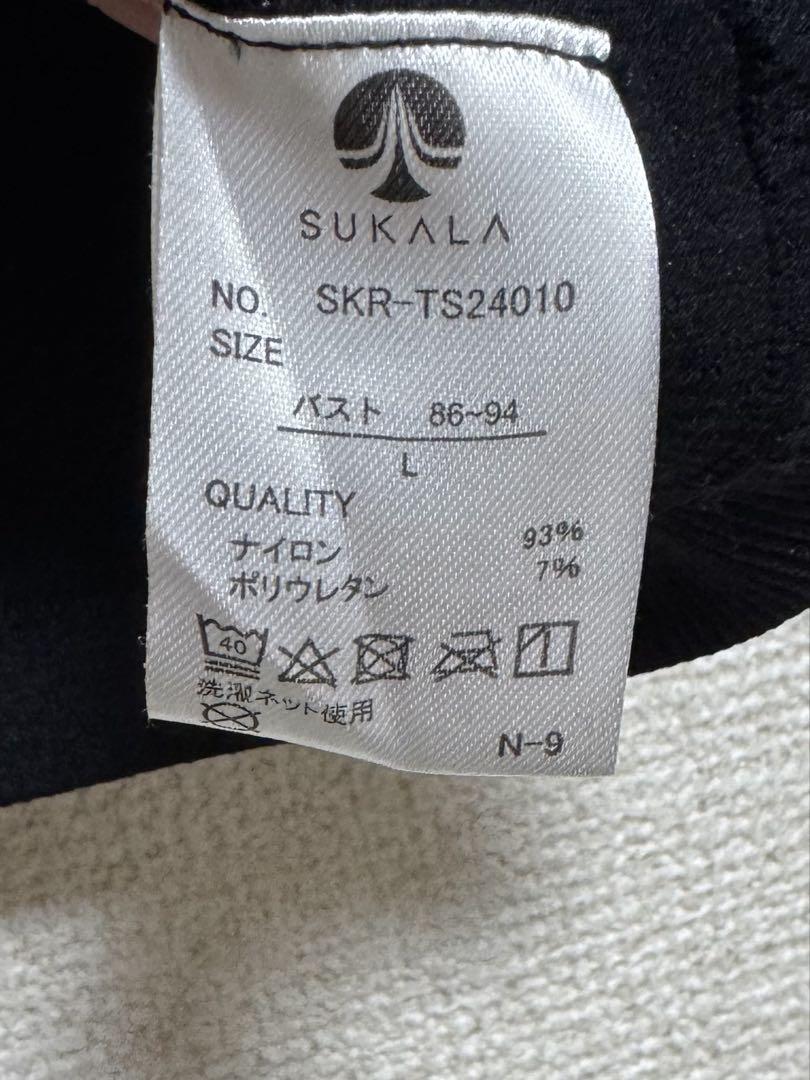 SUKALA
NO. SKR-TS24010
SIZE
バスト 86~94
L
QUALITY
ナイロン 93%
ポリウレタン 7%
40
洗濯ネット使用
N-9